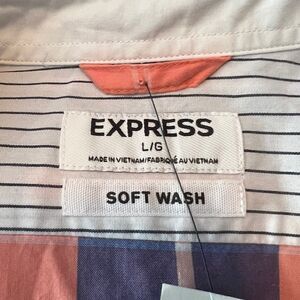 EXPRESS
L/G
MADE IN VIETNAM/FABRIQUÉ AU VIETNAM
SOFT WASH